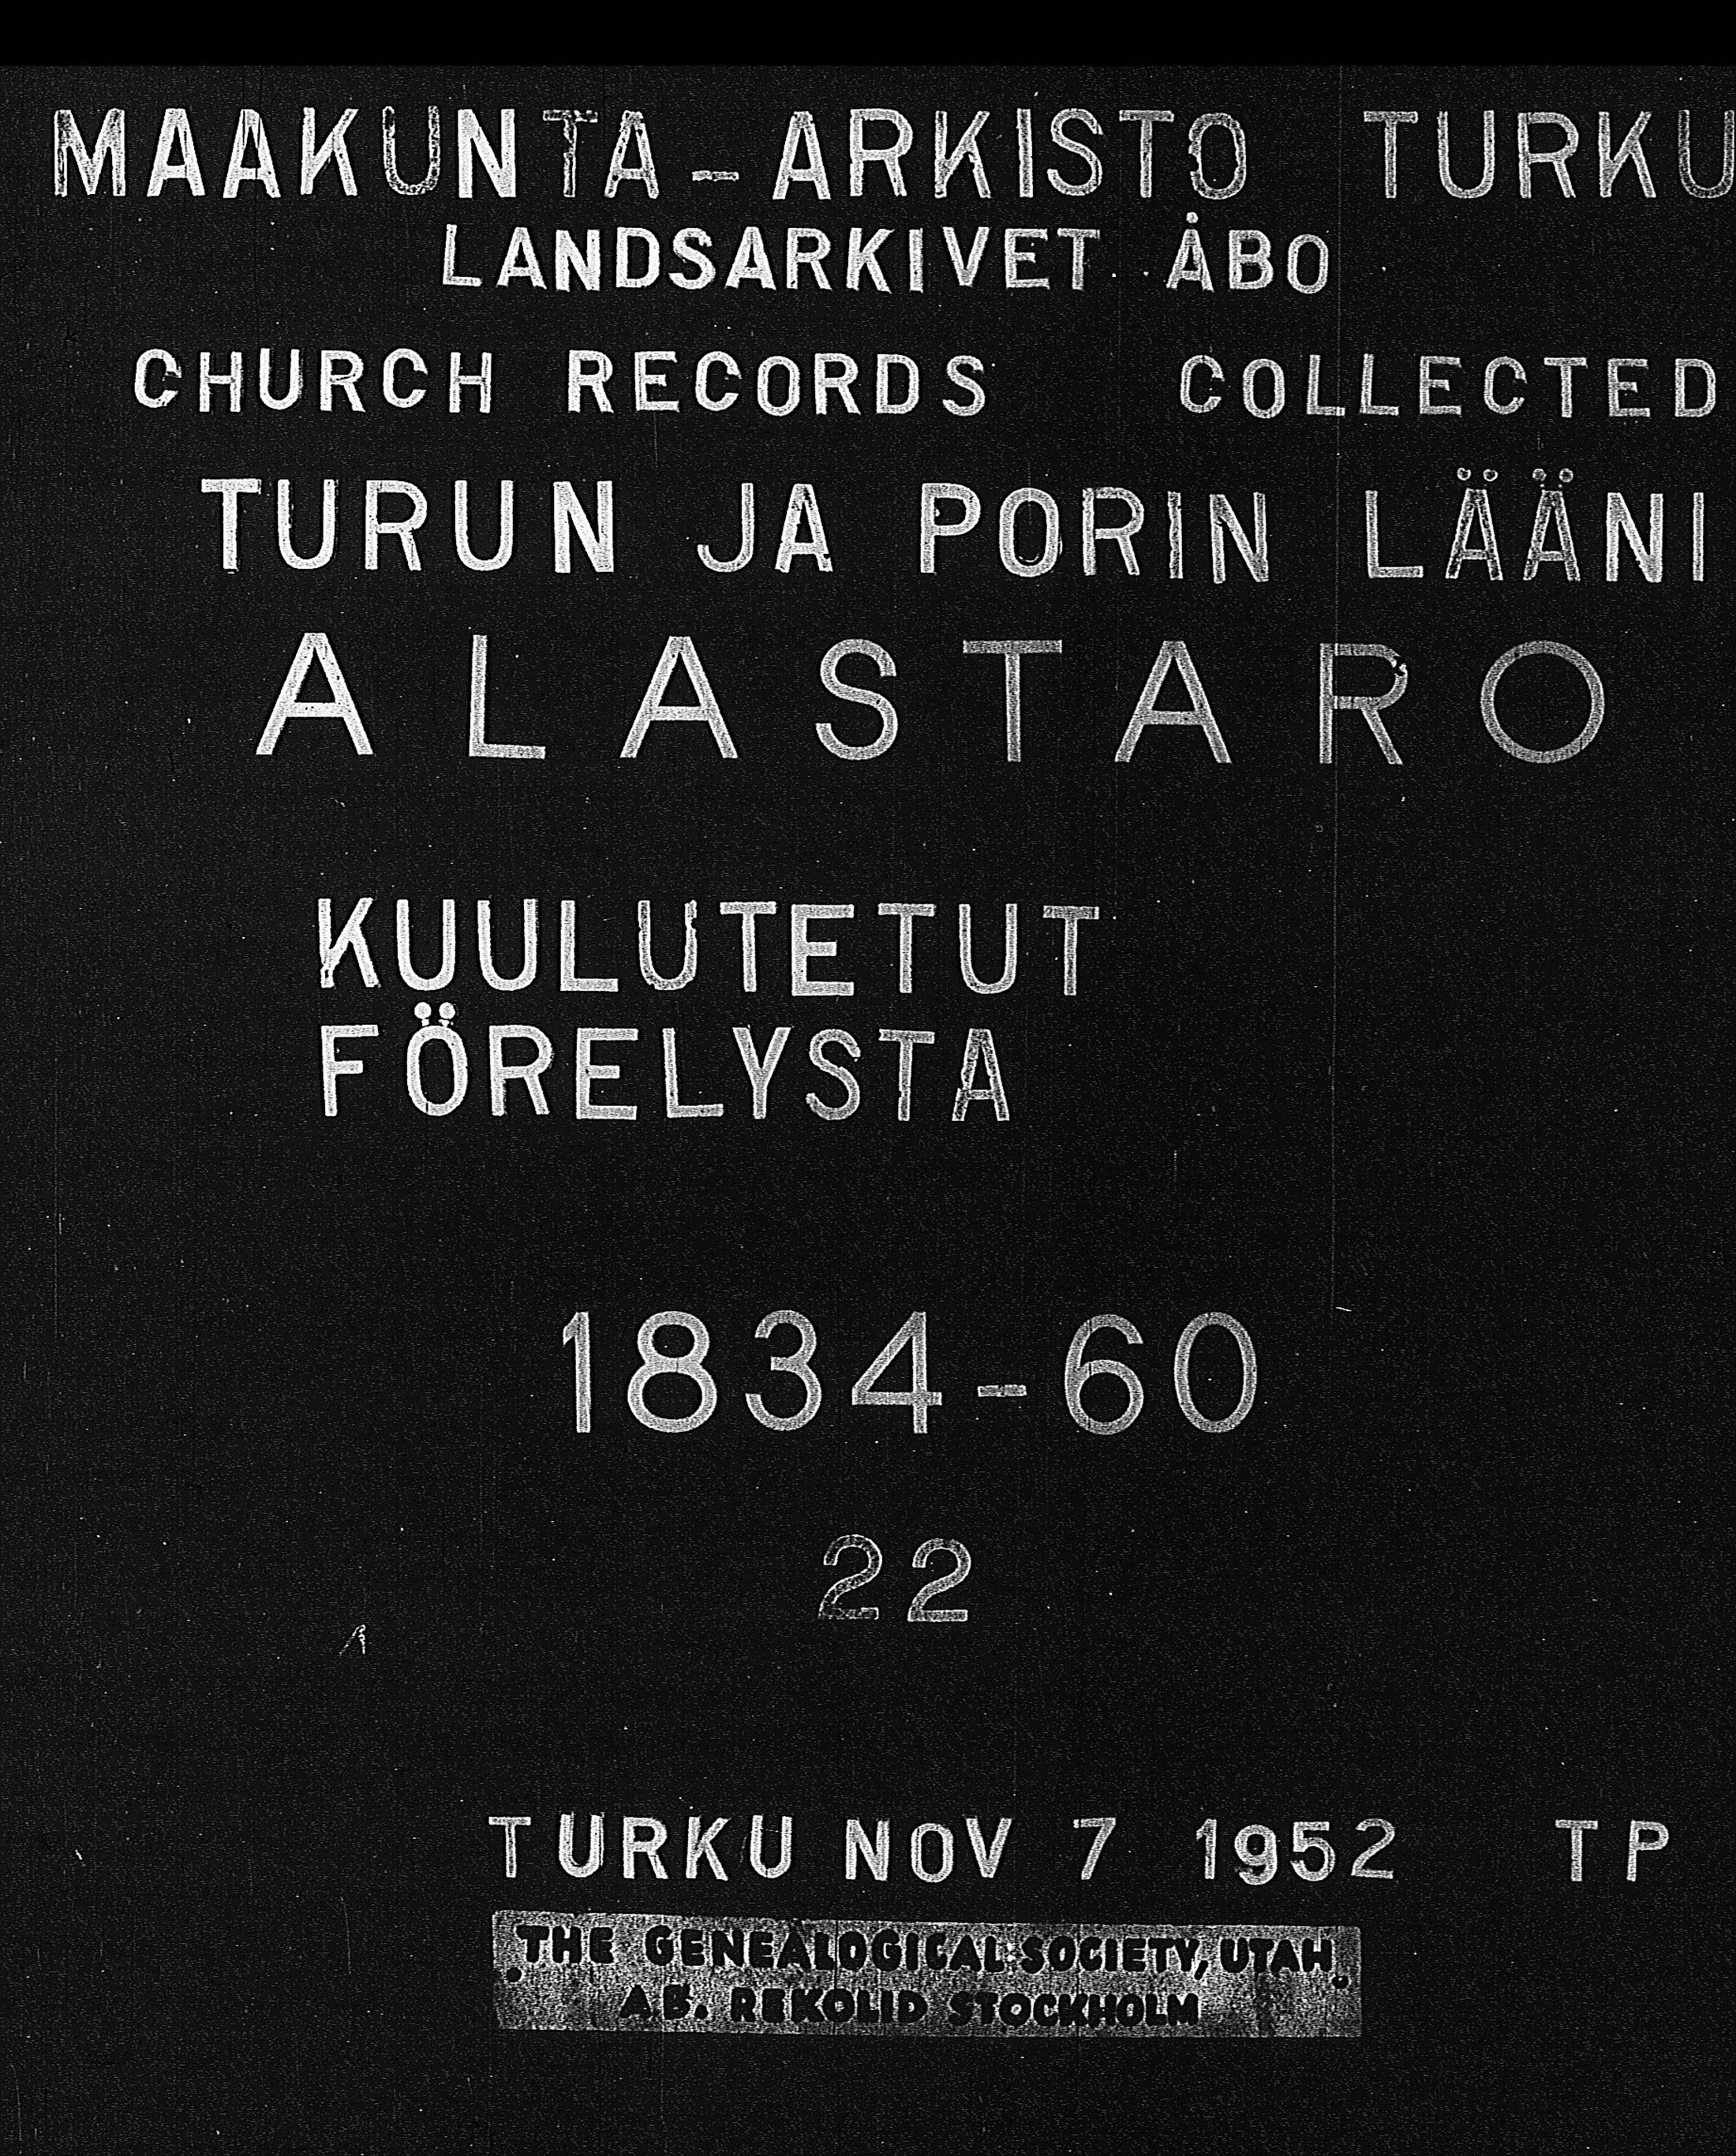 MAAKUNTA-ARKISTO TURKU
LANDSARKIVET ÅBO
CHURCH RECORDS COLLECTED
TURUN JA PORIN LÄÄNI
ALASTARO
KUULUTETUT
FÖRELYSTA
1834-60
22
TURKU NOV 7 1952 TP
THE GENEALOGICAL SOCIETY, UTAH
AB. REKOLID STOCKHOLM